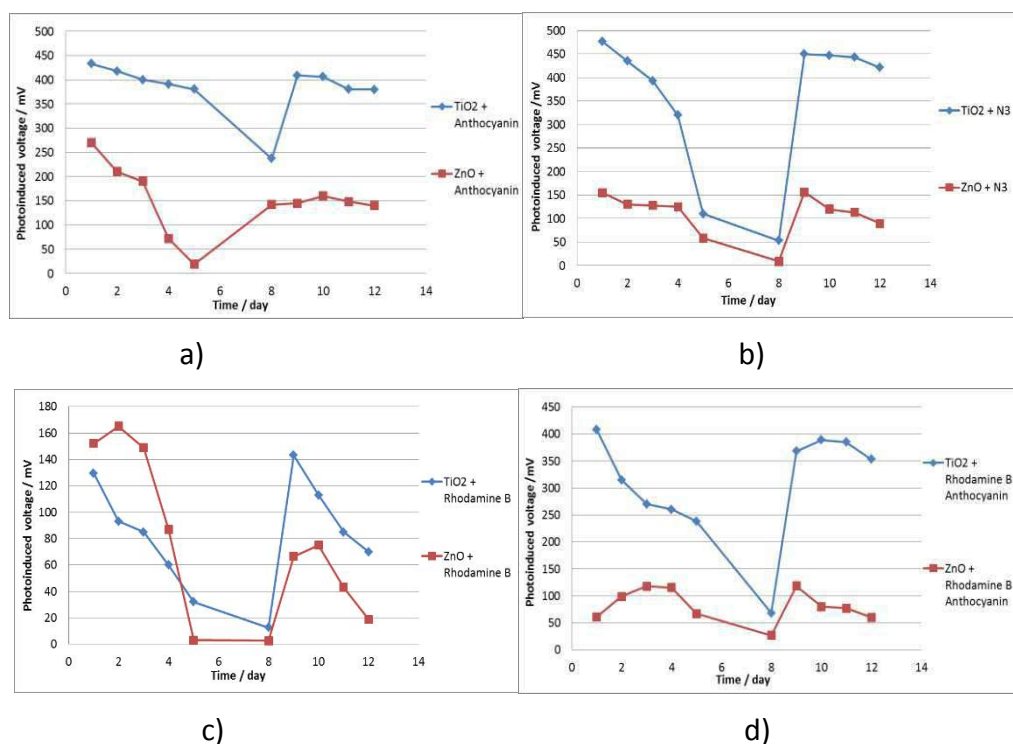 500
450
400
350
300
250
200
150
100
50
0
Photoinduced voltage / mV
0 2 4 6 8 10 12 14
Time / day
TiO2 +
Anthocyanin
ZnO +
Anthocyanin
a)
500
450
400
350
300
250
200
150
100
50
0
Photoinduced voltage /mV
0 2 4 6 8 10 12 14
Time / day
TiO2 + N3
ZnO + N3
b)
180
160
140
120
100
80
60
40
20
0
Photoinduced voltage / mV
0 2 4 6 8 10 12 14
Time / day
TiO2 +
Rhodamine B
ZnO +
Rhodamine B
c)
450
400
350
300
250
200
150
100
50
0
Photoinduced voltage / mV
0 2 4 6 8 10 12 14
Time / day
TiO2 +
Rhodamine B
Anthocyanin
ZnO +
Rhodamine B
Anthocyanin
d)